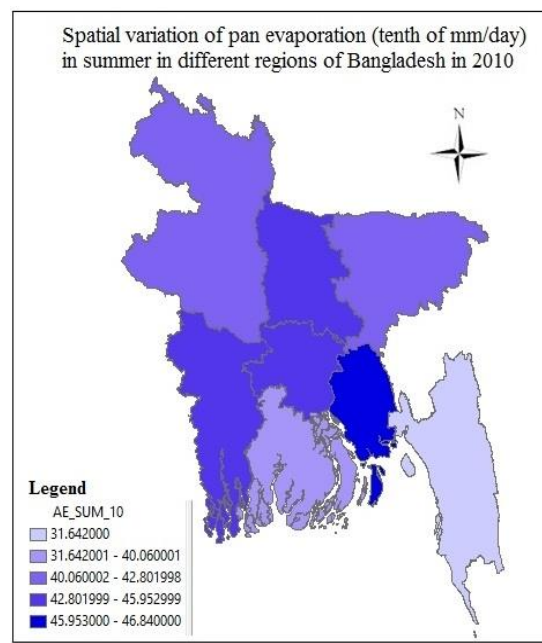 Spatial variation of pan evaporation (tenth of mm/day)
in summer in different regions of Bangladesh in 2010
N
Legend
AE_SUM_10
31.642000
31.642001 - 40.060001
40.060002 - 42.801998
42.801999 - 45.952999
45.953000 - 46.840000